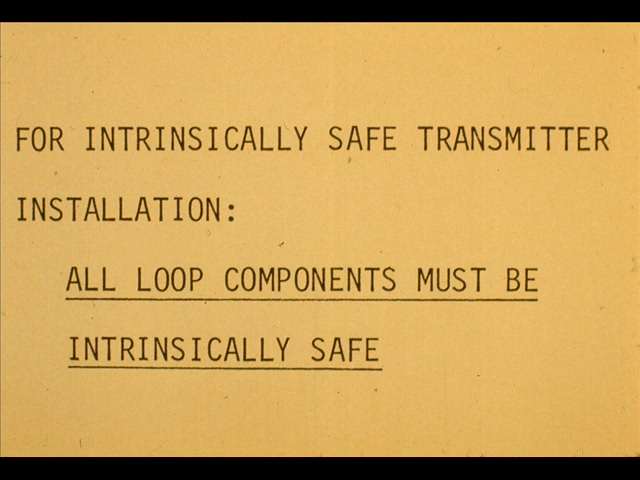 FOR INTRINSICALLY SAFE TRANSMITTER
INSTALLATION:
ALL LOOP COMPONENTS MUST BE
INTRINSICALLY SAFE